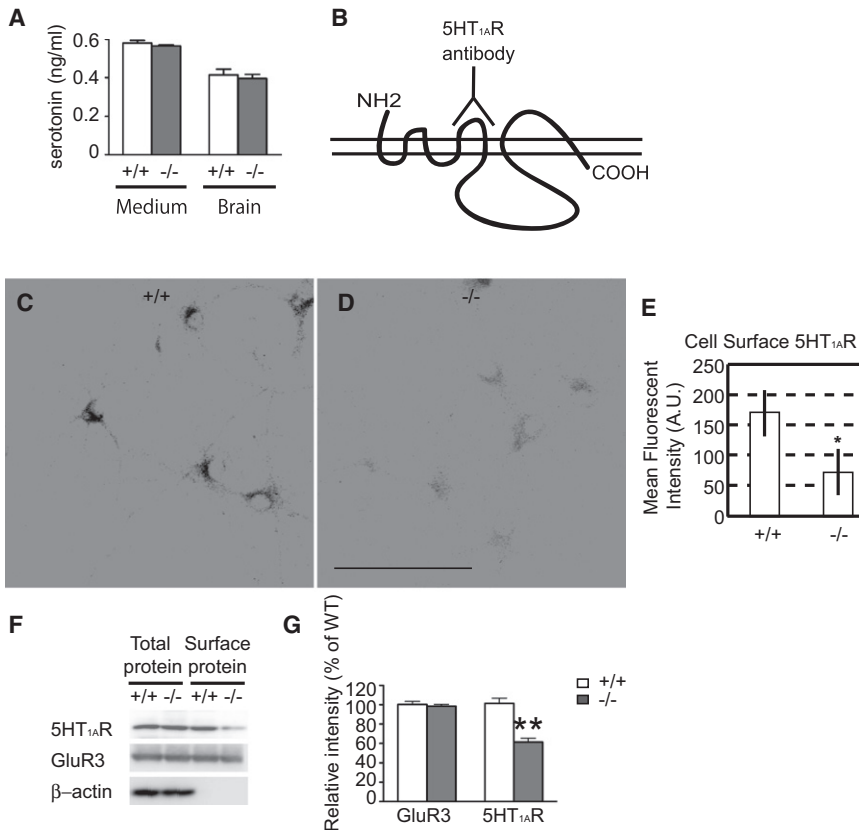 A
serotonin (ng/ml)
0.6
0.4
0.2
0
+/+ -/- +/+ -/-
Medium Brain
B
5HT1AR
antibody
NH2
COOH
C
+/+
D
-/-
E
Cell Surface 5HT1AR
Mean Fluorescent
Intensity (A.U.)
250
200
150
100
50
0
*
+/+ -/-
F
Total Surface
protein protein
+/+ -/- +/+ -/-
5HT1AR
GluR3
β–actin
G
Relative intensity (% of WT)
120
100
80
60
40
20
0
**
GluR3 5HT1AR
+/+
-/-